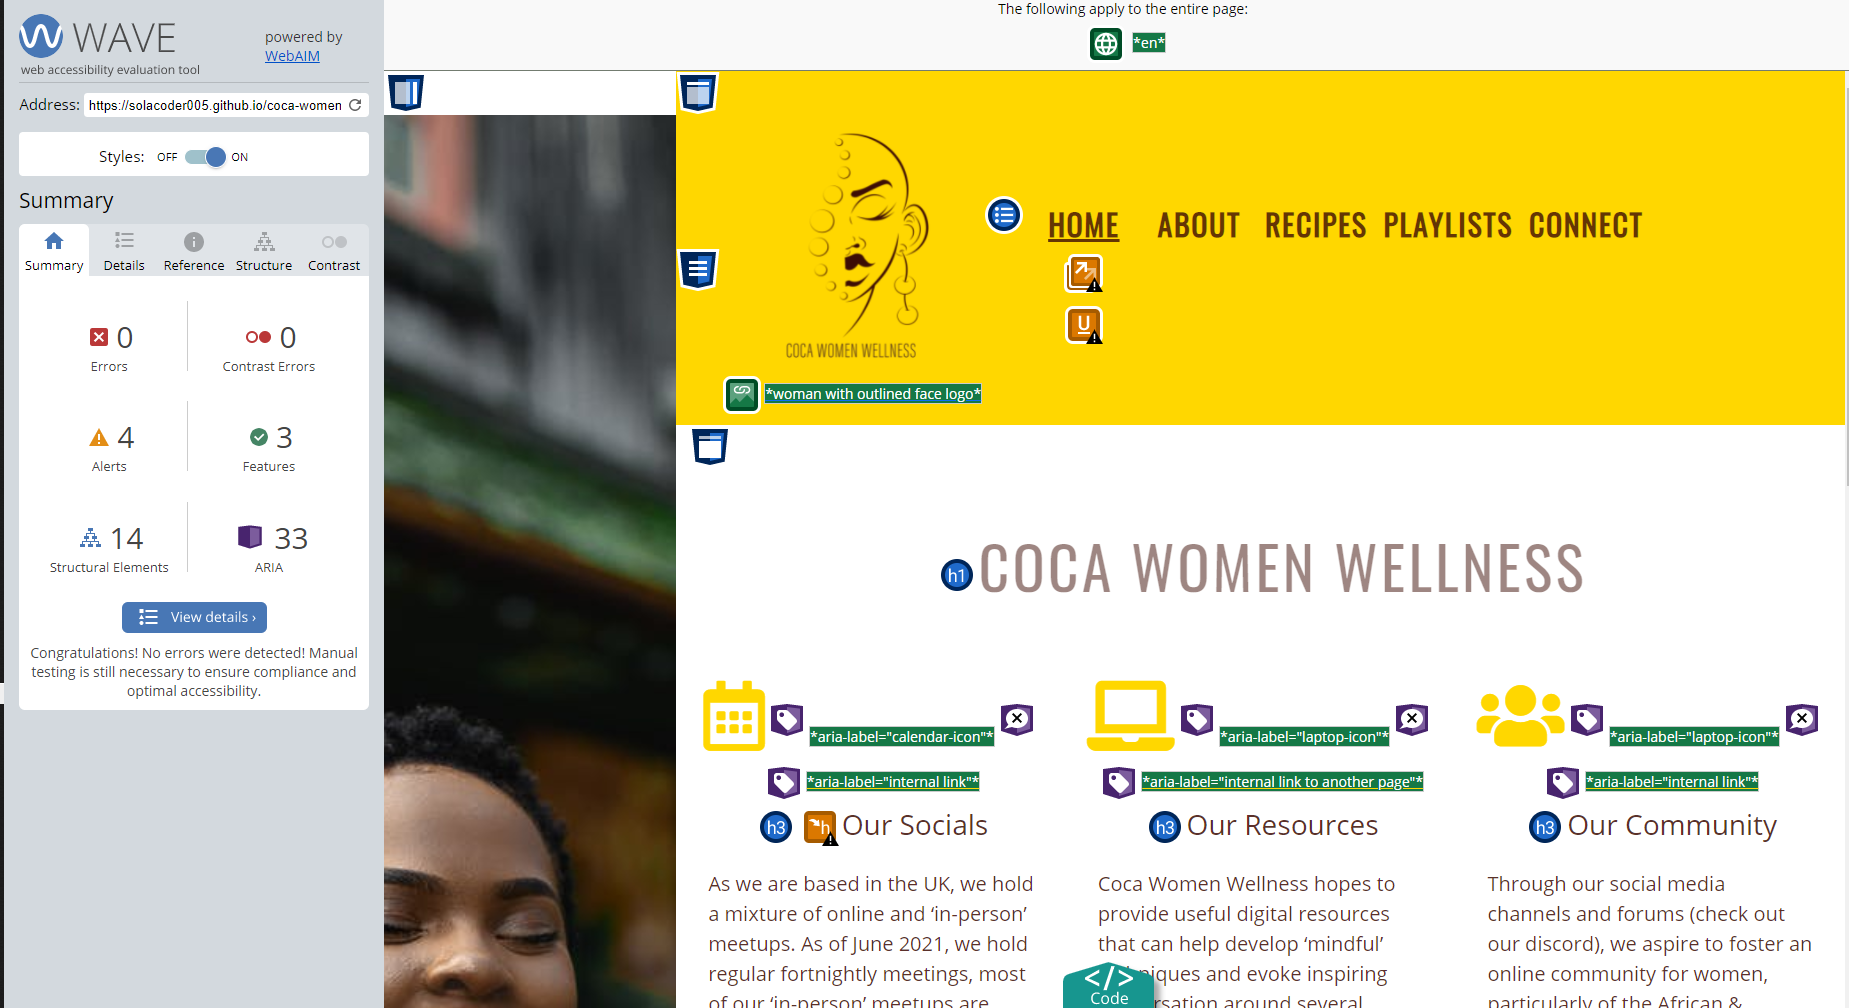 WAVE
web accessibility evaluation tool
powered by
WebAIM
Address: https://solacoder005.github.io/coca-women
Styles: OFF ON
Summary
Summary Details Reference Structure Contrast
0
Errors
0
Contrast Errors
4
Alerts
3
Features
14
Structural Elements
33
ARIA
View details ›
Congratulations! No errors were detected! Manual
testing is still necessary to ensure compliance and
optimal accessibility.
The following apply to the entire page:
*en*
COCA WOMEN WELLNESS
HOME ABOUT RECIPES PLAYLISTS CONNECT
U
*woman with outlined face logo*
h1 COCA WOMEN WELLNESS
*aria-label="calendar-icon"*
*aria-label="internal link"*
h3 h Our Socials
As we are based in the UK, we hold
a mixture of online and ‘in-person’
meetups. As of June 2021, we hold
regular fortnightly meetings, most
of our ‘in-person’ meetups are
*aria-label="laptop-icon"*
*aria-label="internal link to another page"*
h3 Our Resources
Coca Women Wellness hopes to
provide useful digital resources
that can help develop ‘mindful’
niques and evoke inspiring
rsation around several
*aria-label="laptop-icon"*
*aria-label="internal link"*
h3 Our Community
Through our social media
channels and forums (check out
our discord), we aspire to foster an
online community for women,
particularly of the African &
</> Code